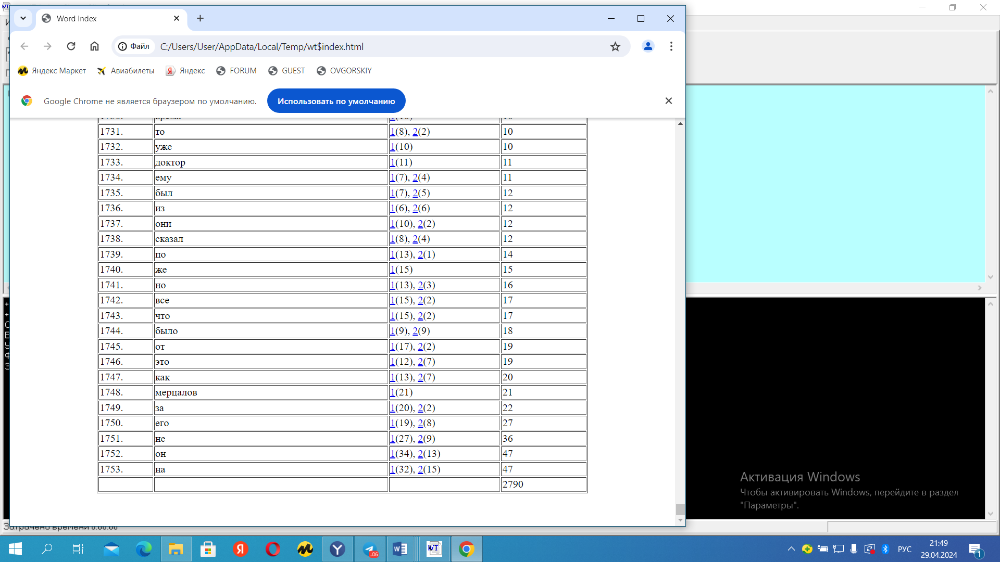 Word Index
Файл C:/Users/User/AppData/Local/Temp/wt$index.html
Яндекс Маркет Авиабилеты Яндекс FORUM GUEST OVGORSKIY
Google Chrome не является браузером по умолчанию. Использовать по умолчанию
1731. то 1(8), 2(2) 10
1732. уже 1(10) 10
1733. доктор 1(11) 11
1734. ему 1(7), 2(4) 11
1735. был 1(7), 2(5) 12
1736. из 1(6), 2(6) 12
1737. они 1(10), 2(2) 12
1738. сказал 1(8), 2(4) 12
1739. по 1(13), 2(1) 14
1740. же 1(15) 15
1741. но 1(13), 2(3) 16
1742. все 1(15), 2(2) 17
1743. что 1(15), 2(2) 17
1744. было 1(9), 2(9) 18
1745. от 1(17), 2(2) 19
1746. это 1(12), 2(7) 19
1747. как 1(13), 2(7) 20
1748. мерцалов 1(21) 21
1749. за 1(20), 2(2) 22
1750. его 1(19), 2(8) 27
1751. не 1(27), 2(9) 36
1752. он 1(34), 2(13) 47
1753. на 1(32), 2(15) 47
2790
Активация Windows
Чтобы активировать Windows, перейдите в раздел
"Параметры".
Затрачено времени 0:00:00
РУС 21:49
29.04.2024 1